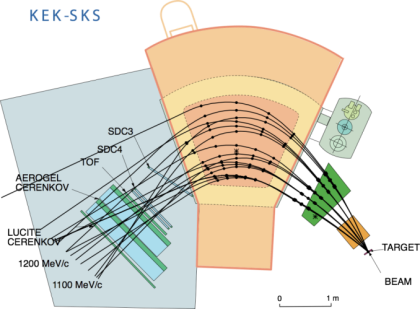 KEK-SKS
SDC3
SDC4
TOF
AEROGEL
CERENKOV
LUCITE
CERENKOV
1200 MeV/c
1100 MeV/c
TARGET
BEAM
0 1 m